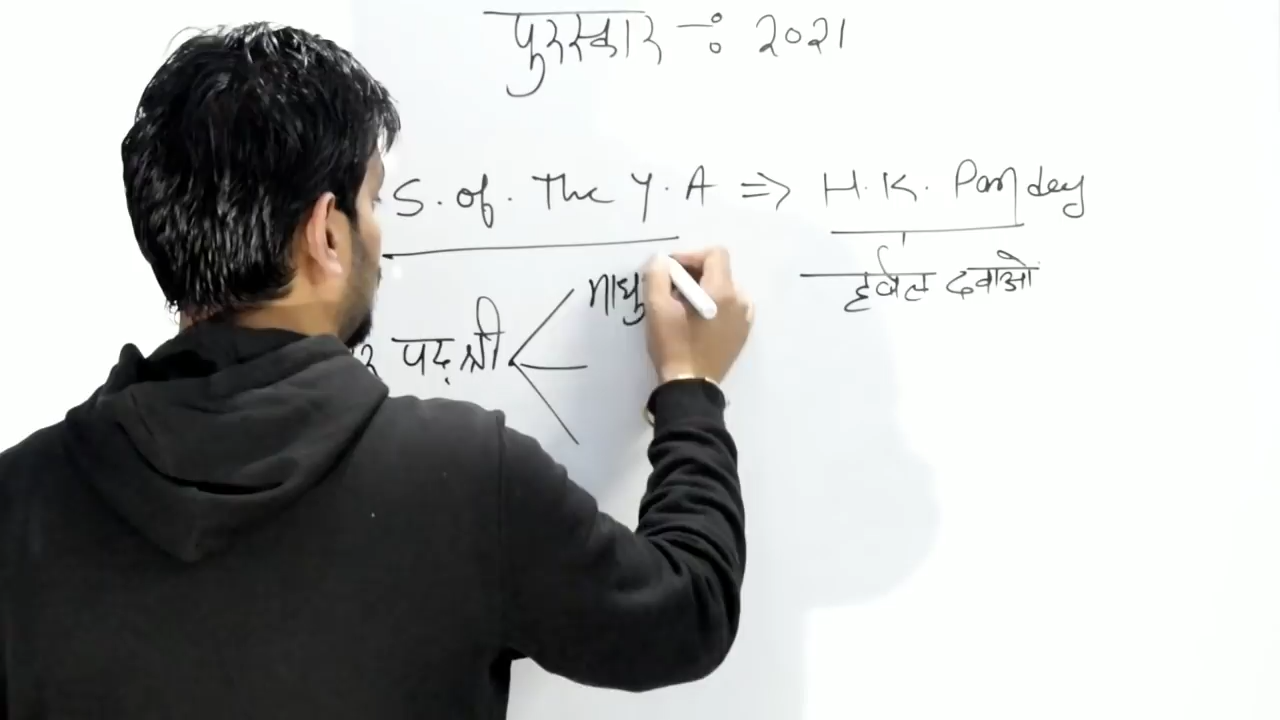 पुरस्कार -: 2021
S. of. The Y. A ⇒ H. K. Pandey
हर्बल दवाओं
पद्मश्री